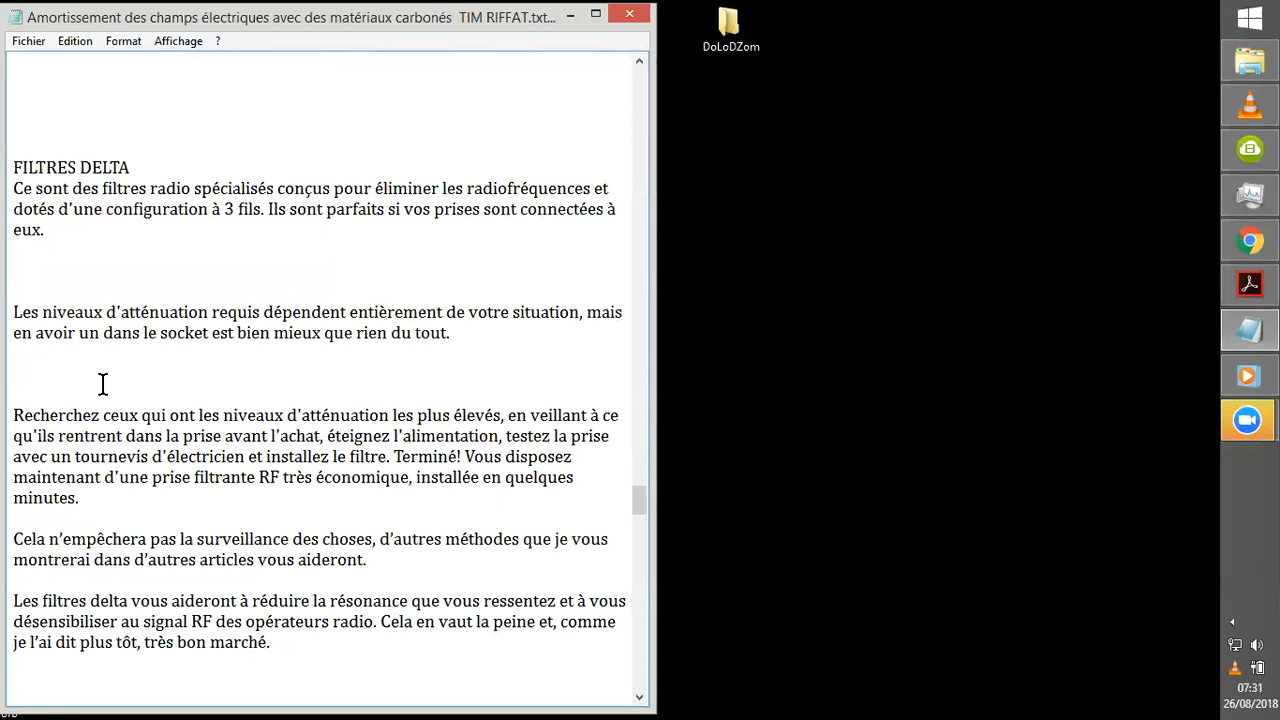 Amortissement des champs électriques avec des matériaux carbonés  TIM RIFFAT.txt...
Fichier Edition Format Affichage ?
DoLoDZom
FILTRES DELTA
Ce sont des filtres radio spécialisés conçus pour éliminer les radiofréquences et
dotés d'une configuration à 3 fils. Ils sont parfaits si vos prises sont connectées à
eux.
Les niveaux d'atténuation requis dépendent entièrement de votre situation, mais
en avoir un dans le socket est bien mieux que rien du tout.
Recherchez ceux qui ont les niveaux d'atténuation les plus élevés, en veillant à ce
qu'ils rentrent dans la prise avant l'achat, éteignez l'alimentation, testez la prise
avec un tournevis d'électricien et installez le filtre. Terminé! Vous disposez
maintenant d'une prise filtrante RF très économique, installée en quelques
minutes.
Cela n’empêchera pas la surveillance des choses, d’autres méthodes que je vous
montrerai dans d’autres articles vous aideront.
Les filtres delta vous aideront à réduire la résonance que vous ressentez et à vous
désensibiliser au signal RF des opérateurs radio. Cela en vaut la peine et, comme
je l’ai dit plus tôt, très bon marché.
07:31
26/08/2018